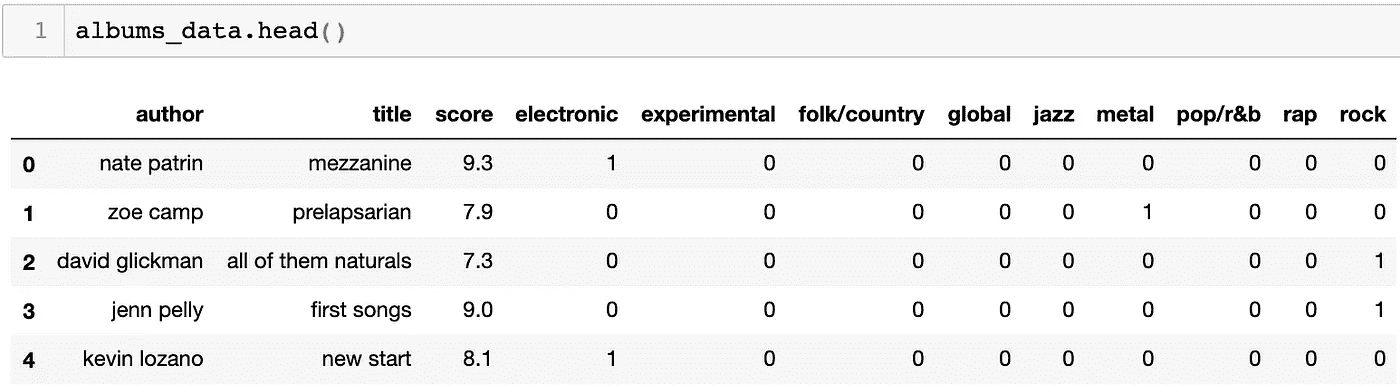 1 albums_data.head()
author title score electronic experimental folk/country global jazz metal pop/r&b rap rock
0 nate patrin mezzanine 9.3 1 0 0 0 0 0 0 0 0
1 zoe camp prelapsarian 7.9 0 0 0 0 0 1 0 0 0
2 david glickman all of them naturals 7.3 0 0 0 0 0 0 0 0 1
3 jenn pelly first songs 9.0 0 0 0 0 0 0 0 0 1
4 kevin lozano new start 8.1 1 0 0 0 0 0 0 0 0